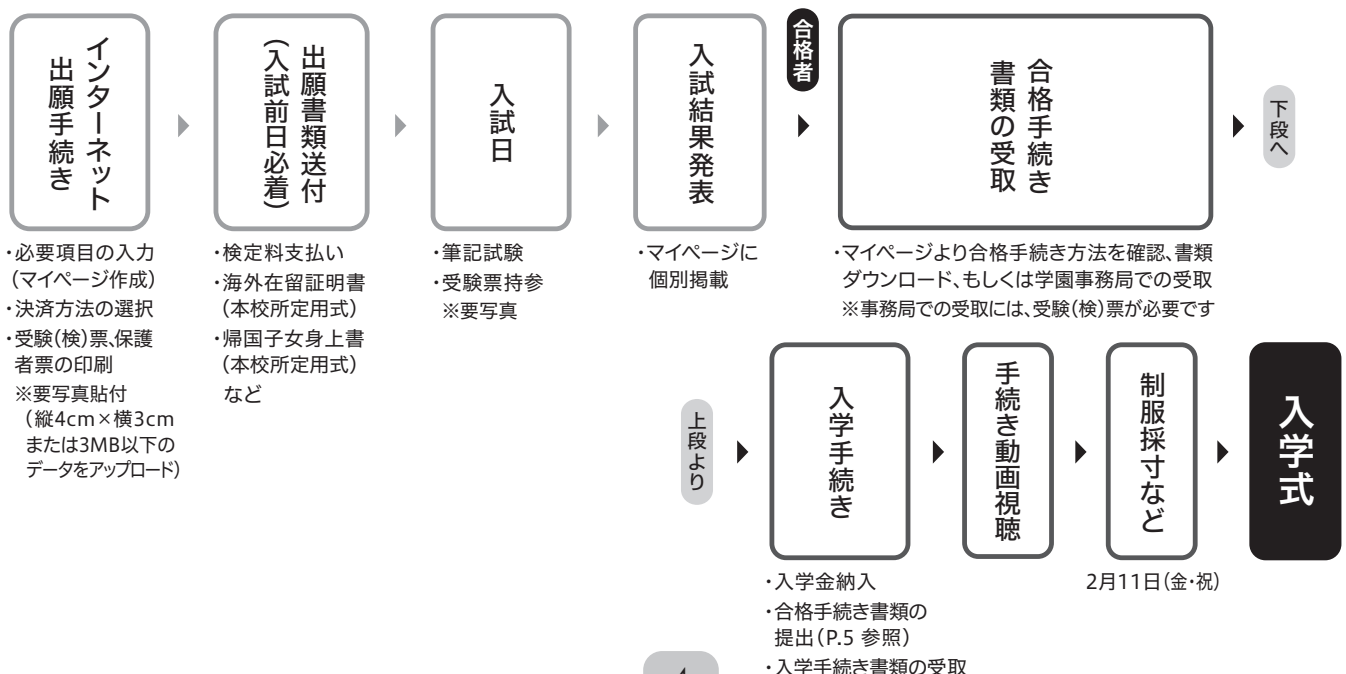 インターネット
出願手続き
・必要項目の入力
（マイページ作成）
・決済方法の選択
・受験(検)票、保護
者票の印刷
※要写真貼付
（縦4cm×横3cm
または3MB以下の
データをアップロード）
出願書類送付
（入試前日必着）
・検定料支払い
・海外在留証明書
（本校所定用式）
・帰国子女身上書
（本校所定用式）
など
入試日
・筆記試験
・受験票持参
※要写真
入試結果発表
・マイページに
個別掲載
合格者
合格手続き
書類の受取
・マイページより合格手続き方法を確認、書類
ダウンロード、もしくは学園事務局での受取
※事務局での受取には、受験(検)票が必要です
下段へ
上段より
入学手続き
・入学金納入
・合格手続き書類の
提出（P.5 参照）
・入学手続き書類の受取
手続き動画視聴
制服採寸など
2月11日（金・祝）
入学式